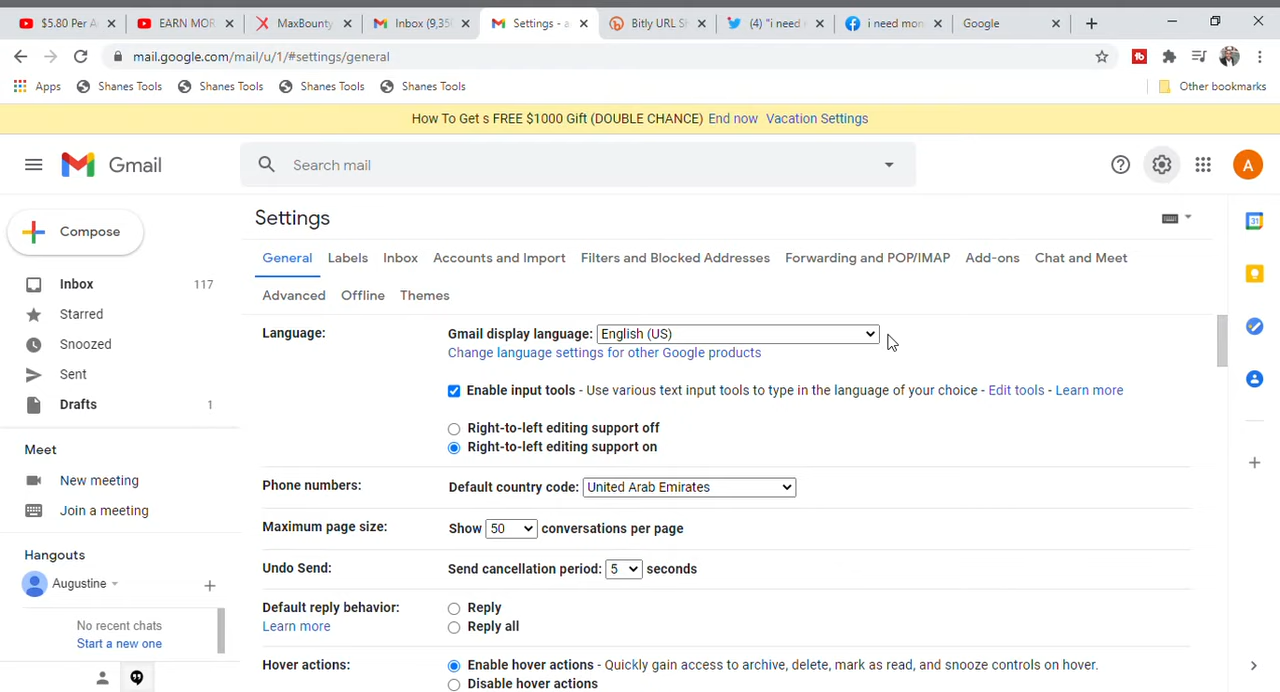 $5.80 Per A
EARN MOR
MaxBounty
Inbox (9,35
Settings - a
Bitly URL Sh
(4) "i need
i need mon
Google
mail.google.com/mail/u/1/#settings/general
Apps
Shanes Tools
Shanes Tools
Shanes Tools
Shanes Tools
Other bookmarks
How To Get s FREE $1000 Gift (DOUBLE CHANCE) End now Vacation Settings
Gmail
Search mail
A
Compose
Settings
31
General Labels Inbox Accounts and Import Filters and Blocked Addresses Forwarding and POP/IMAP Add-ons Chat and Meet
Advanced Offline Themes
Inbox 117
Starred
Snoozed
Sent
Drafts 1
Meet
New meeting
Join a meeting
Hangouts
Augustine
No recent chats
Start a new one
Language:
Gmail display language: English (US)
Change language settings for other Google products
Enable input tools - Use various text input tools to type in the language of your choice - Edit tools - Learn more
Right-to-left editing support off
Right-to-left editing support on
Phone numbers:
Default country code: United Arab Emirates
Maximum page size:
Show 50 conversations per page
Undo Send:
Send cancellation period: 5 seconds
Default reply behavior:
Learn more
Reply
Reply all
Hover actions:
Enable hover actions - Quickly gain access to archive, delete, mark as read, and snooze controls on hover.
Disable hover actions